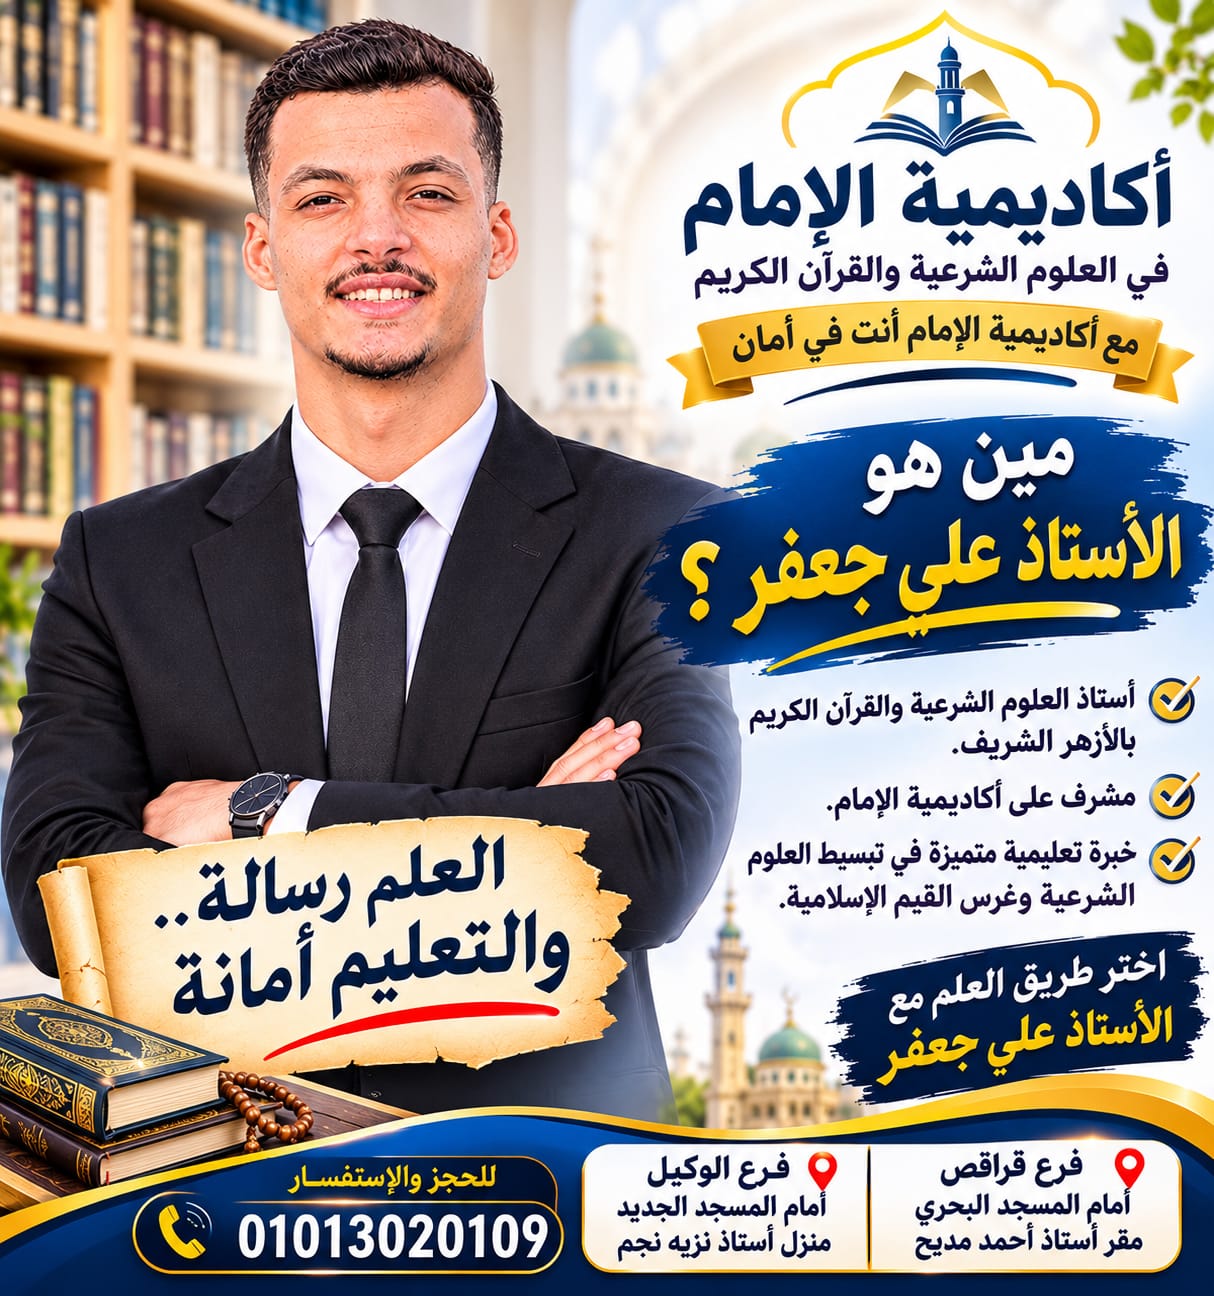 أكاديمية الإمام
في العلوم الشرعية والقرآن الكريم
مع أكاديمية الإمام أنت في أمان
مين هو
الأستاذ علي جعفر ؟
أستاذ العلوم الشرعية والقرآن الكريم
بالأزهر الشريف.
مشرف على أكاديمية الإمام.
خبرة تعليمية متميزة في تبسيط العلوم
الشرعية وغرس القيم الإسلامية.
العلم رسالة..
والتعليم أمانة
اختر طريق العلم مع
الأستاذ علي جعفر
فرع قراقص
أمام المسجد البحري
مقر أستاذ أحمد مديح
فرع الوكيل
أمام المسجد الجديد
منزل أستاذ نزيه نجم
للحجز والإستفسار
01013020109